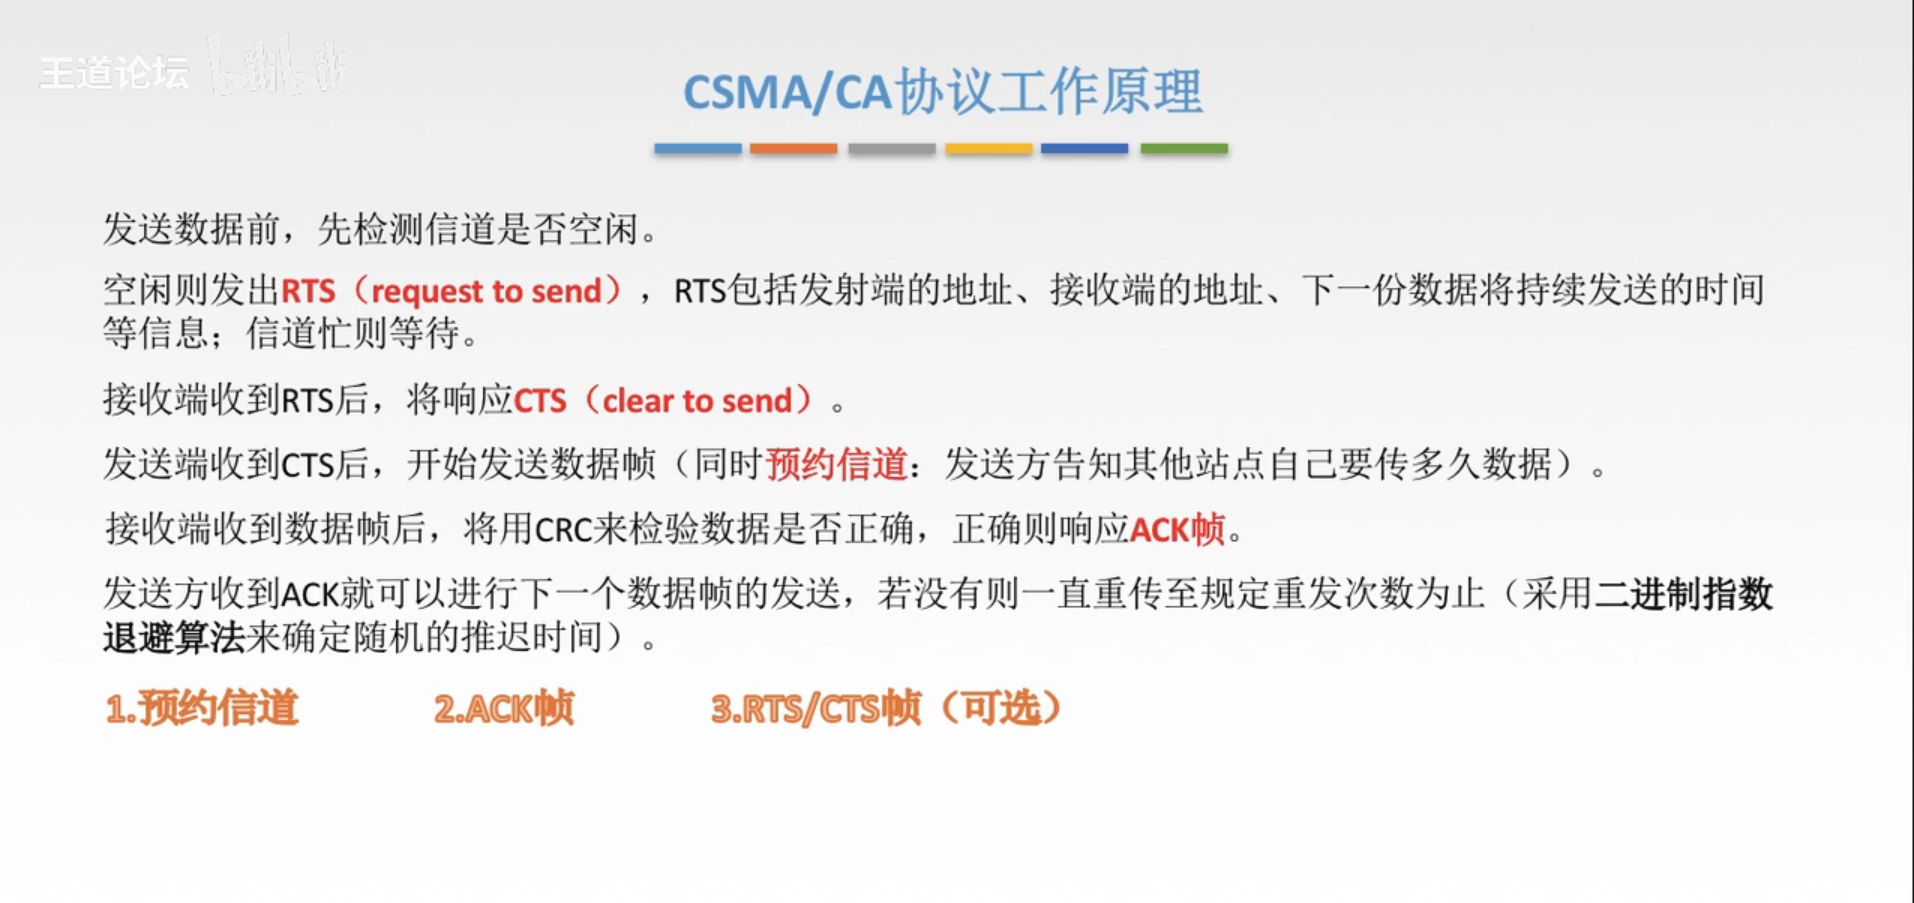 王道论坛 bilibili
CSMA/CA协议工作原理
发送数据前，先检测信道是否空闲。
空闲则发出RTS（request to send），RTS包括发射端的地址、接收端的地址、下一份数据将持续发送的时间
等信息；信道忙则等待。
接收端收到RTS后，将响应CTS（clear to send）。
发送端收到CTS后，开始发送数据帧（同时预约信道：发送方告知其他站点自己要传多久数据）。
接收端收到数据帧后，将用CRC来检验数据是否正确，正确则响应ACK帧。
发送方收到ACK就可以进行下一个数据帧的发送，若没有则一直重传至规定重发次数为止（采用二进制指数
退避算法来确定随机的推迟时间）。
1.预约信道 2.ACK帧 3.RTS/CTS帧（可选）